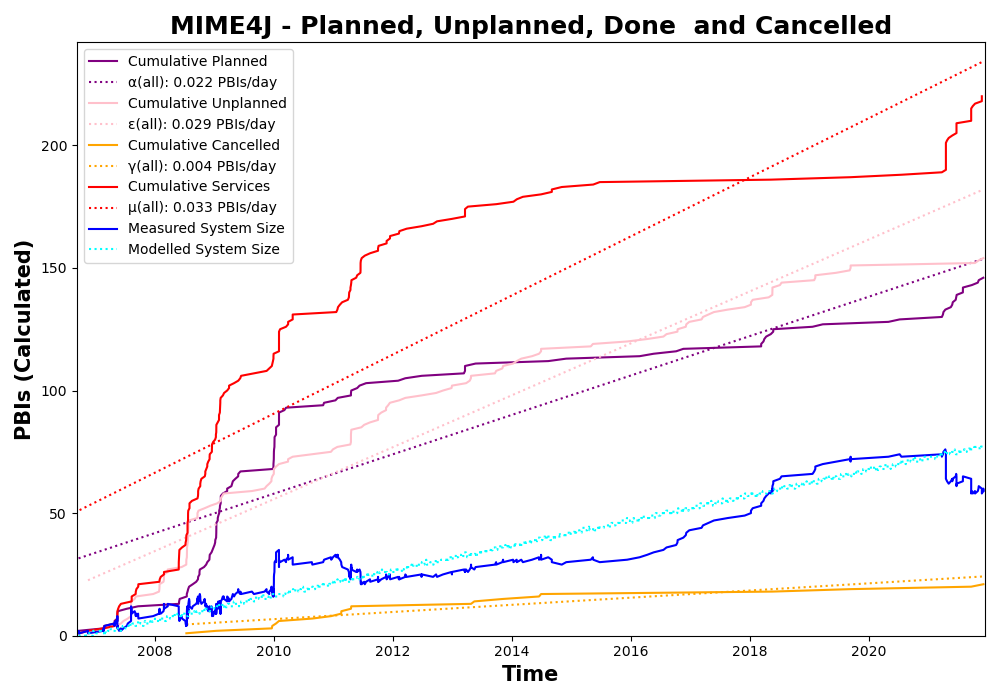 MIME4J - Planned, Unplanned, Done  and Cancelled
Cumulative Planned
α(all): 0.022 PBIs/day
Cumulative Unplanned
ε(all): 0.029 PBIs/day
Cumulative Cancelled
γ(all): 0.004 PBIs/day
Cumulative Services
μ(all): 0.033 PBIs/day
Measured System Size
Modelled System Size
PBIs (Calculated)
200
150
100
50
0
2008 2010 2012 2014 2016 2018 2020
Time